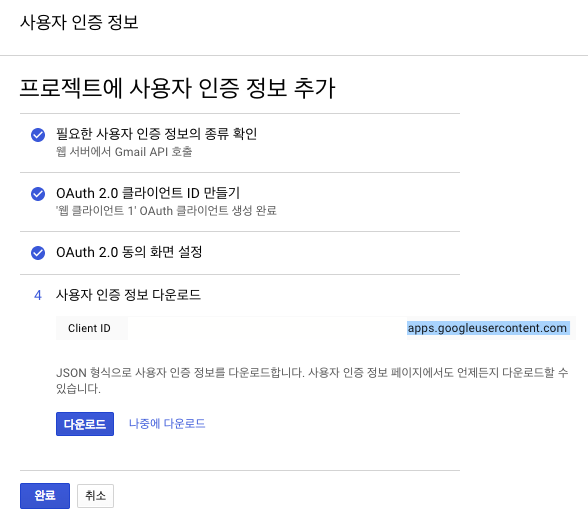 사용자 인증 정보
프로젝트에 사용자 인증 정보 추가
필요한 사용자 인증 정보의 종류 확인
웹 서버에서 Gmail API 호출
OAuth 2.0 클라이언트 ID 만들기
'웹 클라이언트 1' OAuth 클라이언트 생성 완료
OAuth 2.0 동의 화면 설정
4 사용자 인증 정보 다운로드
Client ID apps.googleusercontent.com
JSON 형식으로 사용자 인증 정보를 다운로드합니다. 사용자 인증 정보 페이지에서도 언제든지 다운로드할 수
있습니다.
다운로드 나중에 다운로드
완료 취소